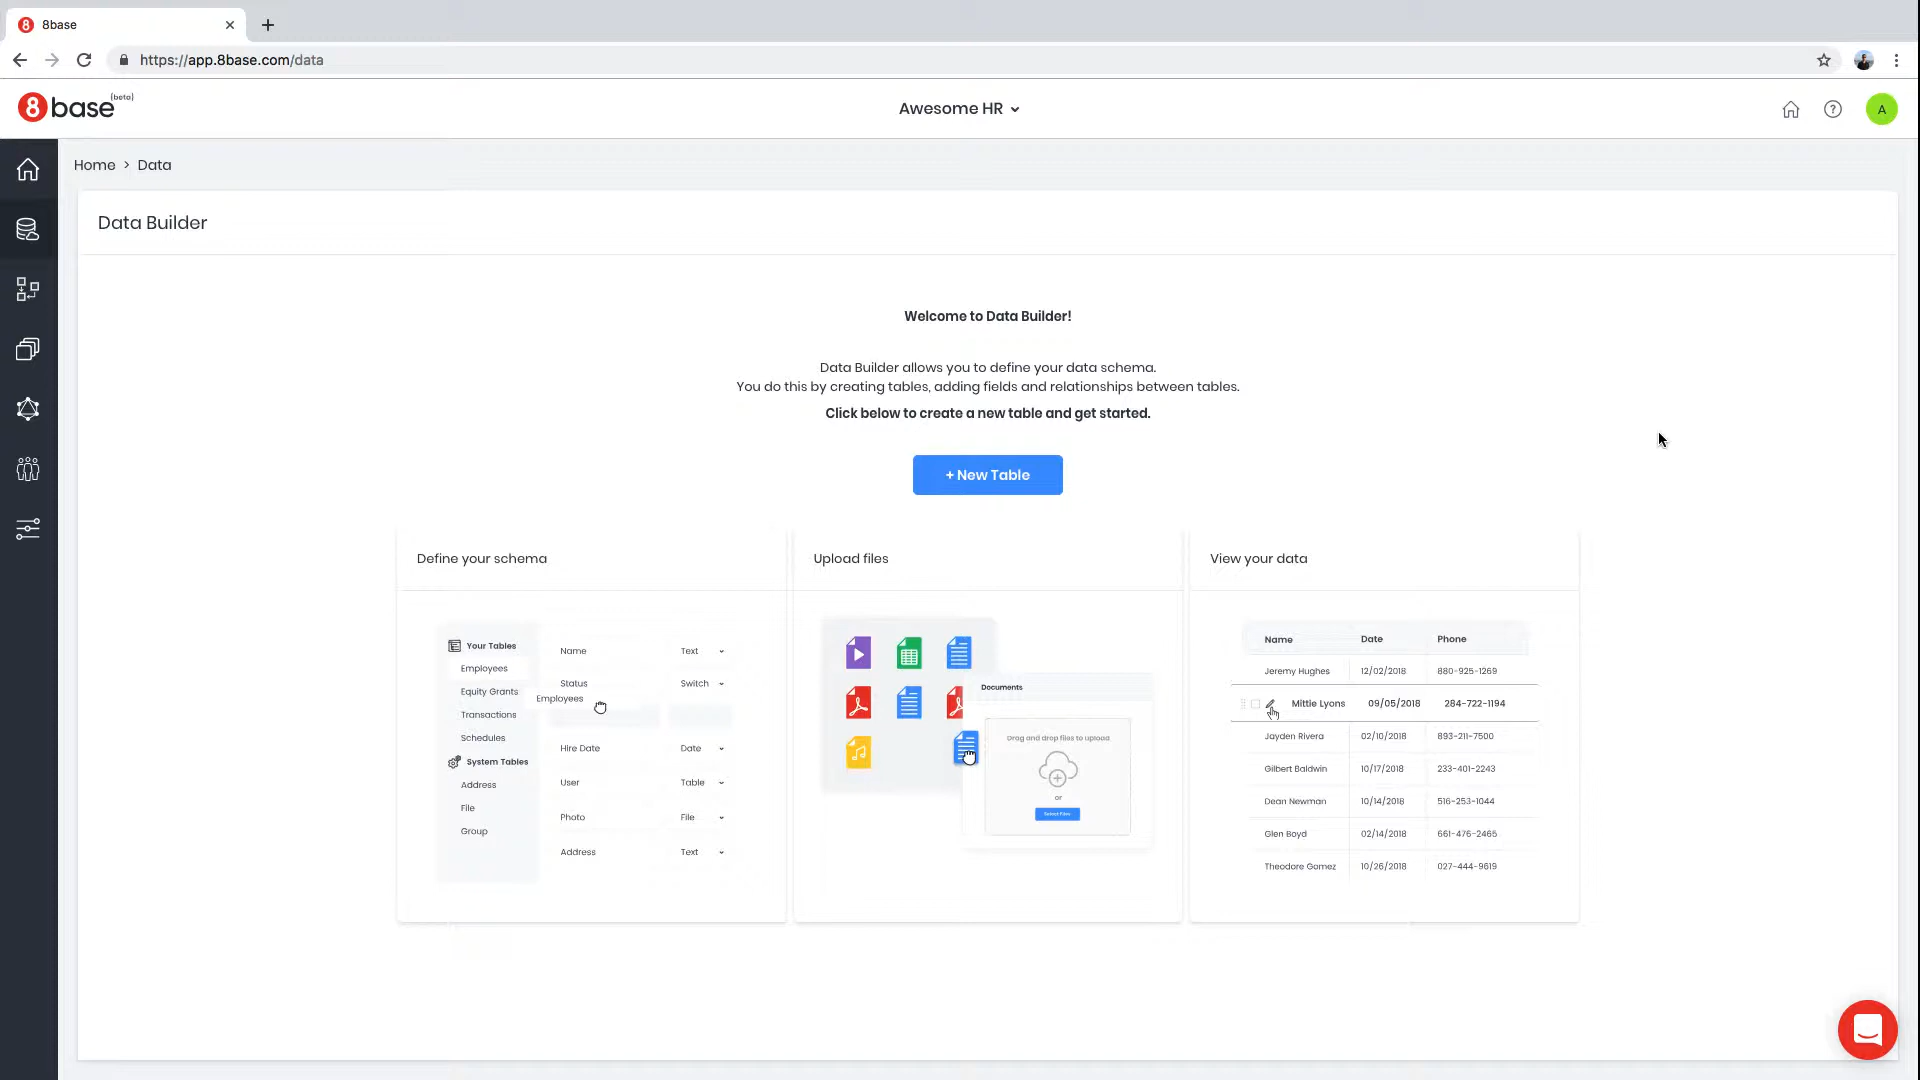 8base
https://app.8base.com/data
8base (beta)
Awesome HR
A
Home > Data
Data Builder
Welcome to Data Builder!
Data Builder allows you to define your data schema.
You do this by creating tables, adding fields and relationships between tables.
Click below to create a new table and get started.
+ New Table
Define your schema
Your Tables
Employees
Equity Grants
Transactions
Schedules
System Tables
Address
File
Group
Name Text
Status Switch
Employees
Hire Date Date
User Table
Photo File
Address Text
Upload files
Documents
Drag and drop files to upload
or
Select Files
View your data
Name Date Phone
Jeremy Hughes 12/02/2018 880-925-1269
Mittie Lyons 09/05/2018 284-722-1194
Jayden Rivera 02/10/2018 893-211-7500
Gilbert Baldwin 10/17/2018 233-401-2243
Dean Newman 10/14/2018 516-253-1044
Glen Boyd 02/14/2018 661-476-2465
Theodore Gomez 10/26/2018 027-444-9619